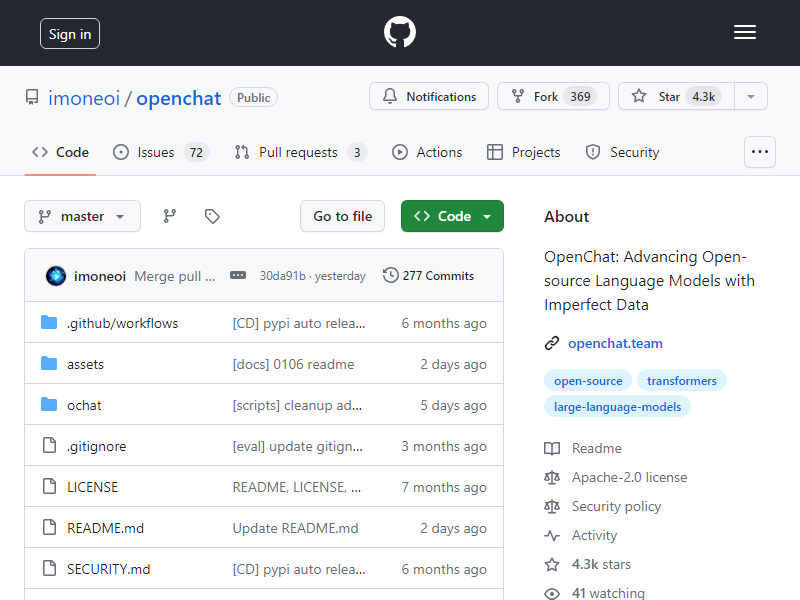 Sign in
imoneoi / openchat Public Notifications Fork 369 Star 4.3k
Code Issues 72 Pull requests 3 Actions Projects Security
master Go to file Code
imoneoi Merge pull ... 30da91b · yesterday 277 Commits
.github/workflows [CD] pypi auto relea... 6 months ago
assets [docs] 0106 readme 2 days ago
ochat [scripts] cleanup ad... 5 days ago
.gitignore [eval] update gitign... 3 months ago
LICENSE README, LICENSE, ... 7 months ago
README.md Update README.md 2 days ago
SECURITY.md [CD] pypi auto relea... 6 months ago
About
OpenChat: Advancing Open-
source Language Models with
Imperfect Data
openchat.team
open-source transformers
large-language-models
Readme
Apache-2.0 license
Security policy
Activity
4.3k stars
41 watching